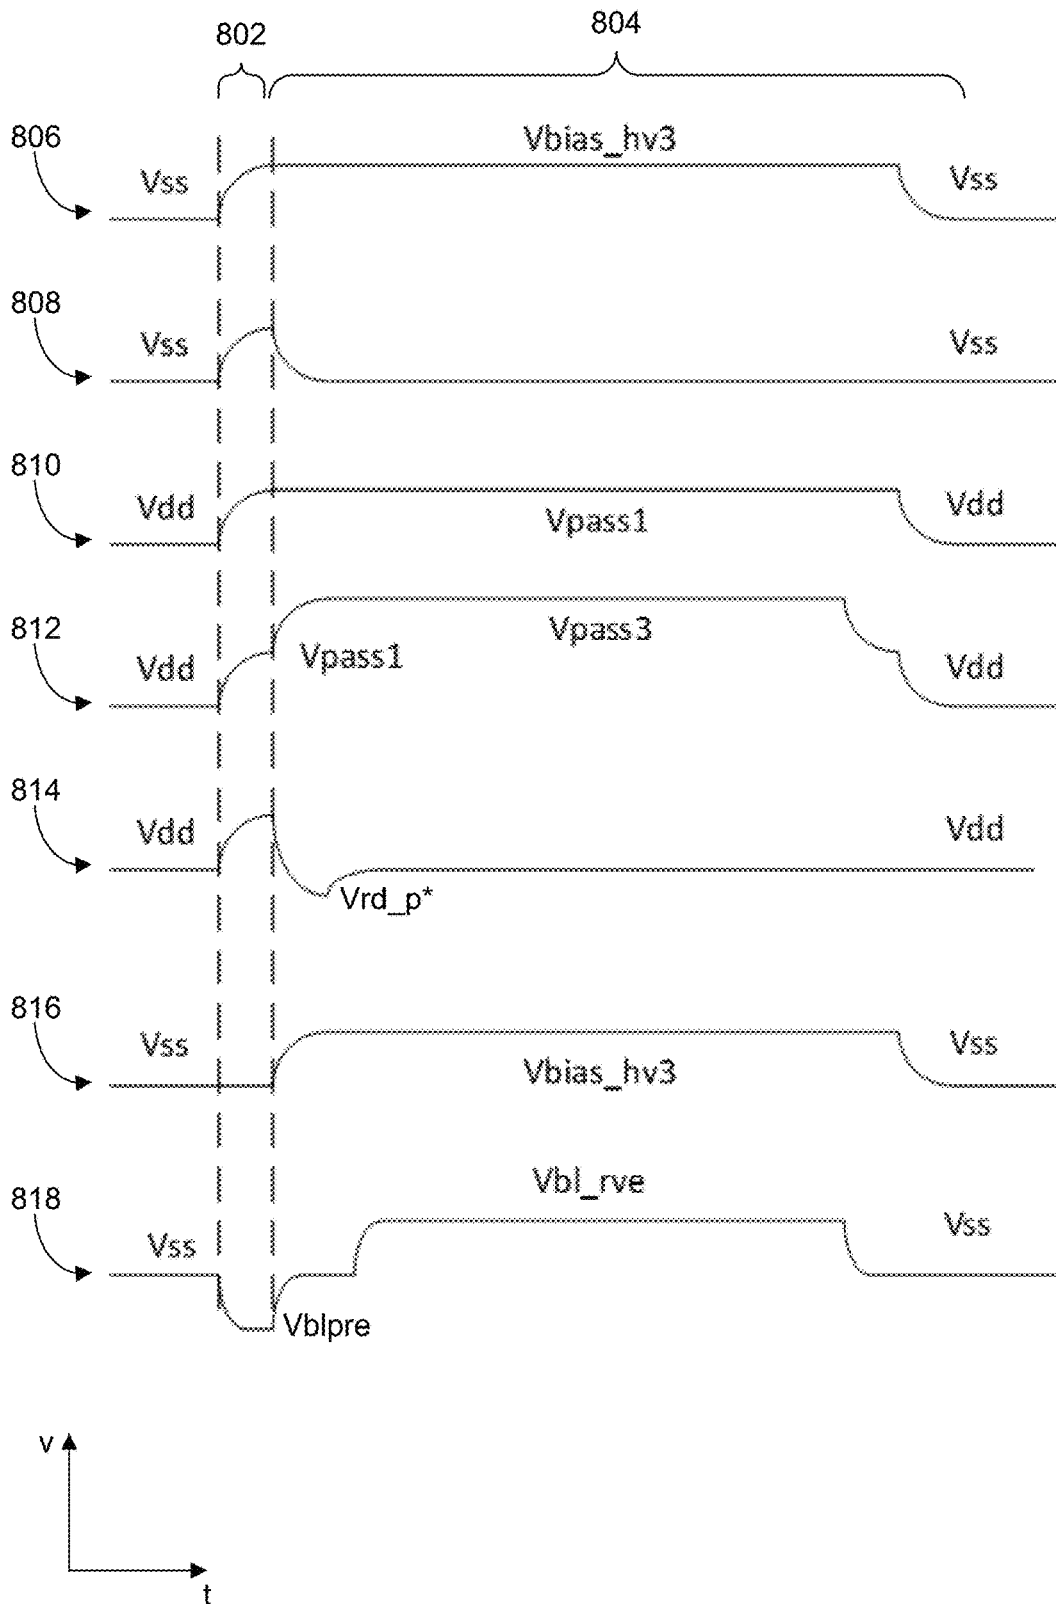 802 804
806 Vss Vbias_hv3 Vss
808 Vss Vss
810 Vdd Vpass1 Vdd
812 Vdd Vpass1 Vpass3 Vdd
814 Vdd Vrd_p* Vdd
816 Vss Vbias_hv3 Vss
818 Vss Vblpre Vbl_rve Vss
v
t